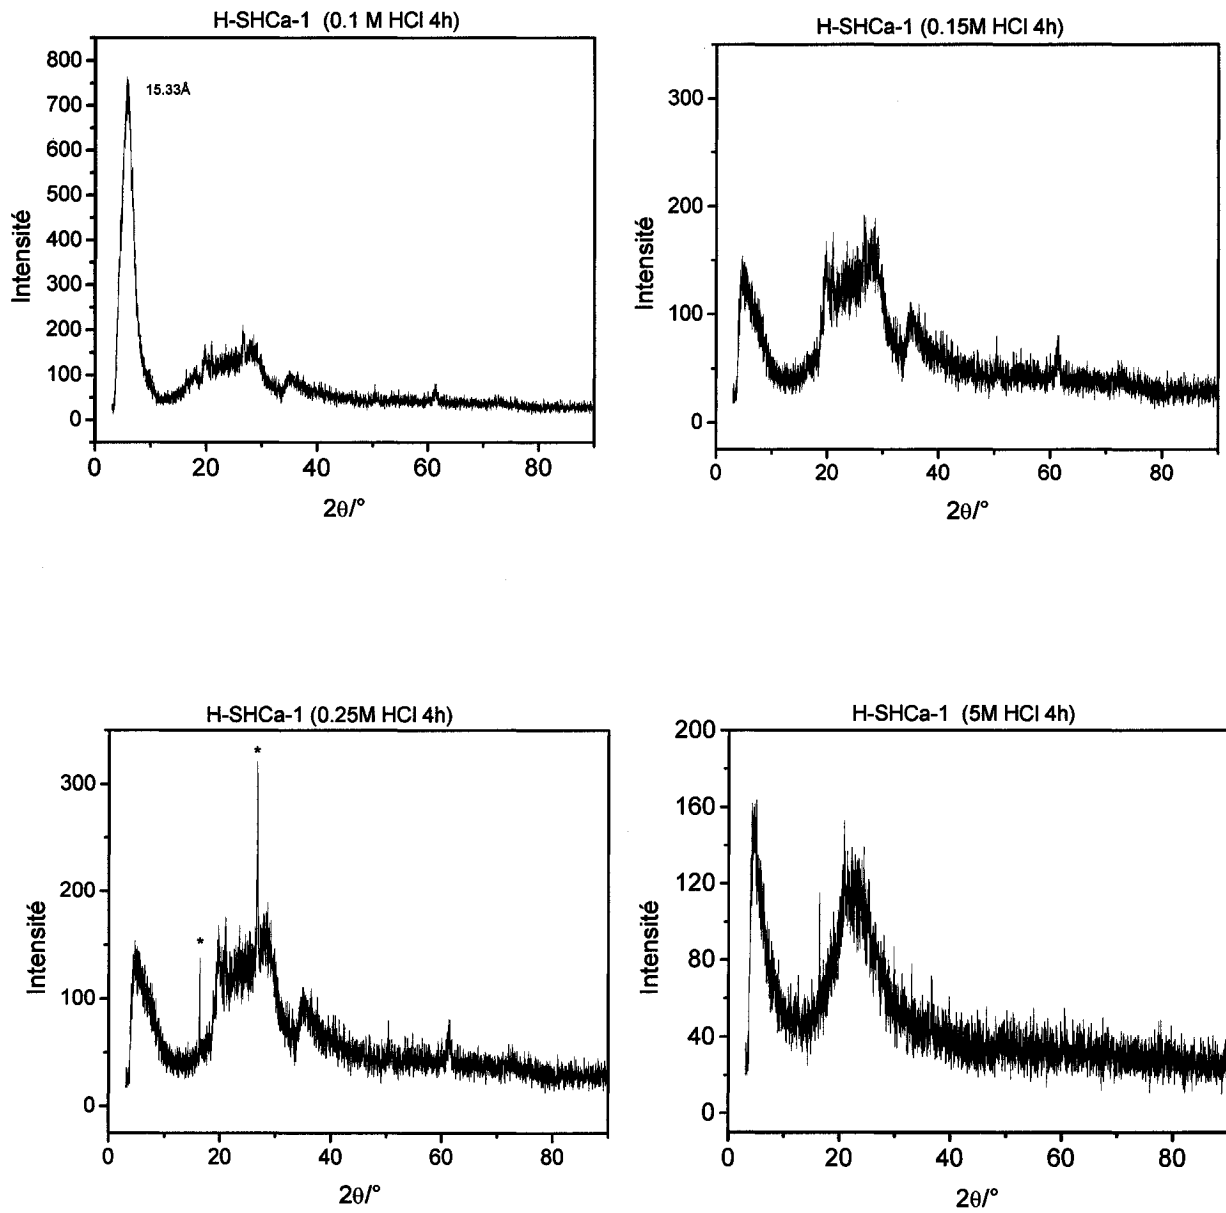 H-SHCa-1 (0.1 M HCl 4h)
800
700
600
500
400
300
200
100
0
15.33Å
Intensité
0 20 40 60 80
2θ/°
H-SHCa-1 (0.15M HCl 4h)
300
200
100
0
Intensité
0 20 40 60 80
2θ/°
H-SHCa-1 (0.25M HCl 4h)
300
200
100
0
*
*
Intensité
0 20 40 60 80
2θ/°
H-SHCa-1 (5M HCl 4h)
200
160
120
80
40
0
Intensité
0 20 40 60 80
2θ/°